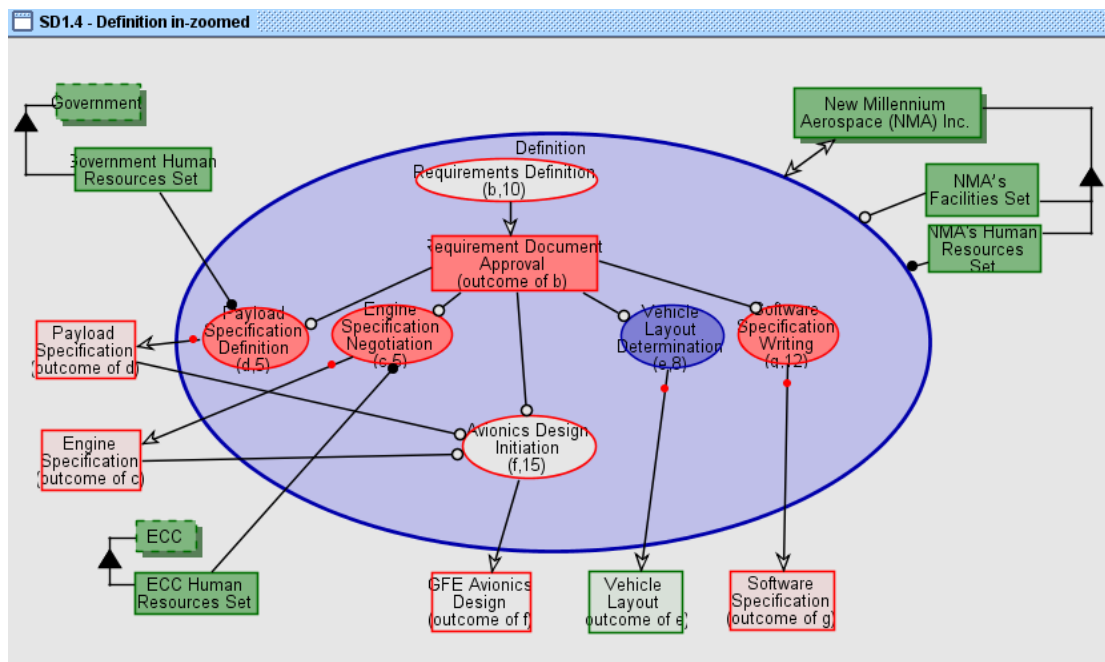 SD1.4 - Definition in-zoomed
Government
Government Human
Resources Set
New Millennium
Aerospace (NMA) Inc.
NMA's
Facilities Set
NMA's Human
Resources
Set
Definition
Requirements Definition
(b,10)
Requirement Document
Approval
(outcome of b)
Payload
Specification
Definition
(d,5)
Engine
Specification
Negotiation
(c,5)
Vehicle
Layout
Determination
(e,8)
Software
Specification
Writing
(g,12)
Payload
Specification
(outcome of d)
Avionics Design
Initiation
(f,15)
Engine
Specification
(outcome of c)
ECC
ECC Human
Resources Set
GFE Avionics
Design
(outcome of f)
Vehicle
Layout
(outcome of e)
Software
Specification
(outcome of g)